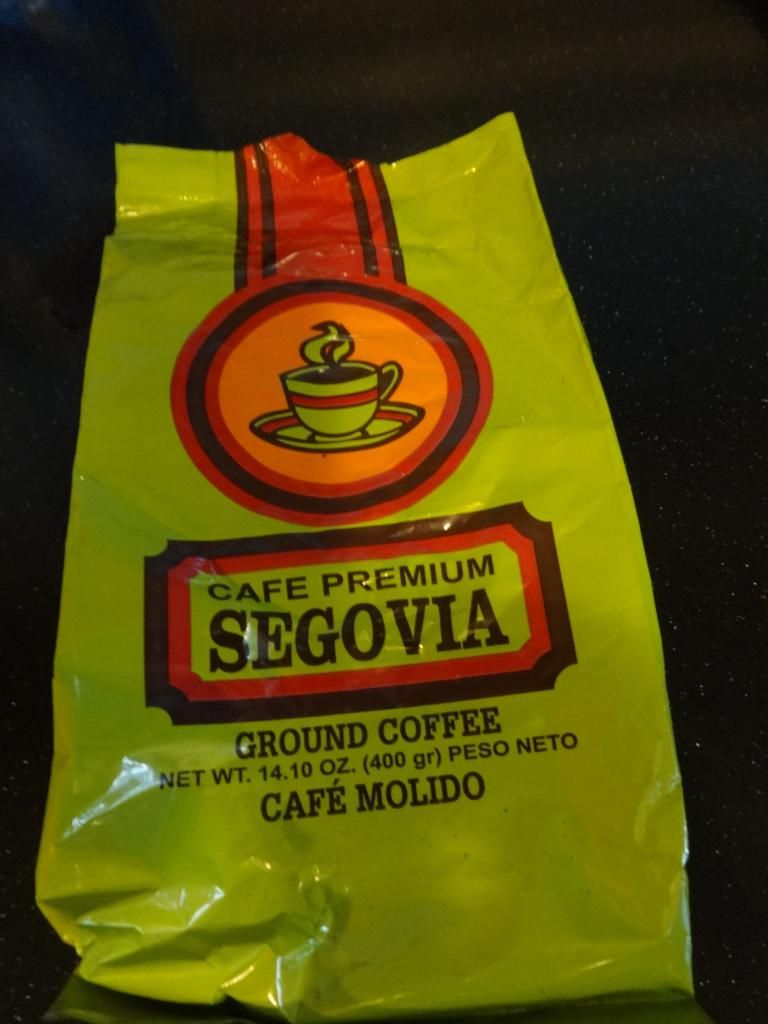 CAFE PREMIUM
SEGOVIA
GROUND COFFEE
NET WT. 14.10 OZ. (400 gr) PESO NETO
CAFÉ MOLIDO